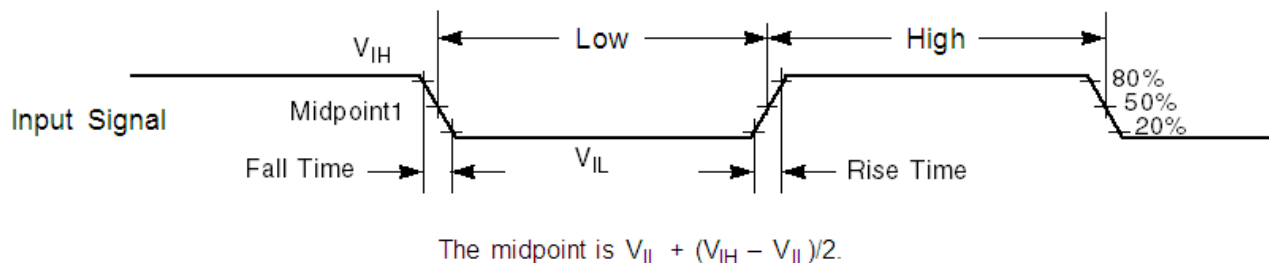 Low High
V_IH
80%
Input Signal Midpoint1 50%
20%
Fall Time V_IL Rise Time
The midpoint is V_IL + (V_IH – V_IL)/2.